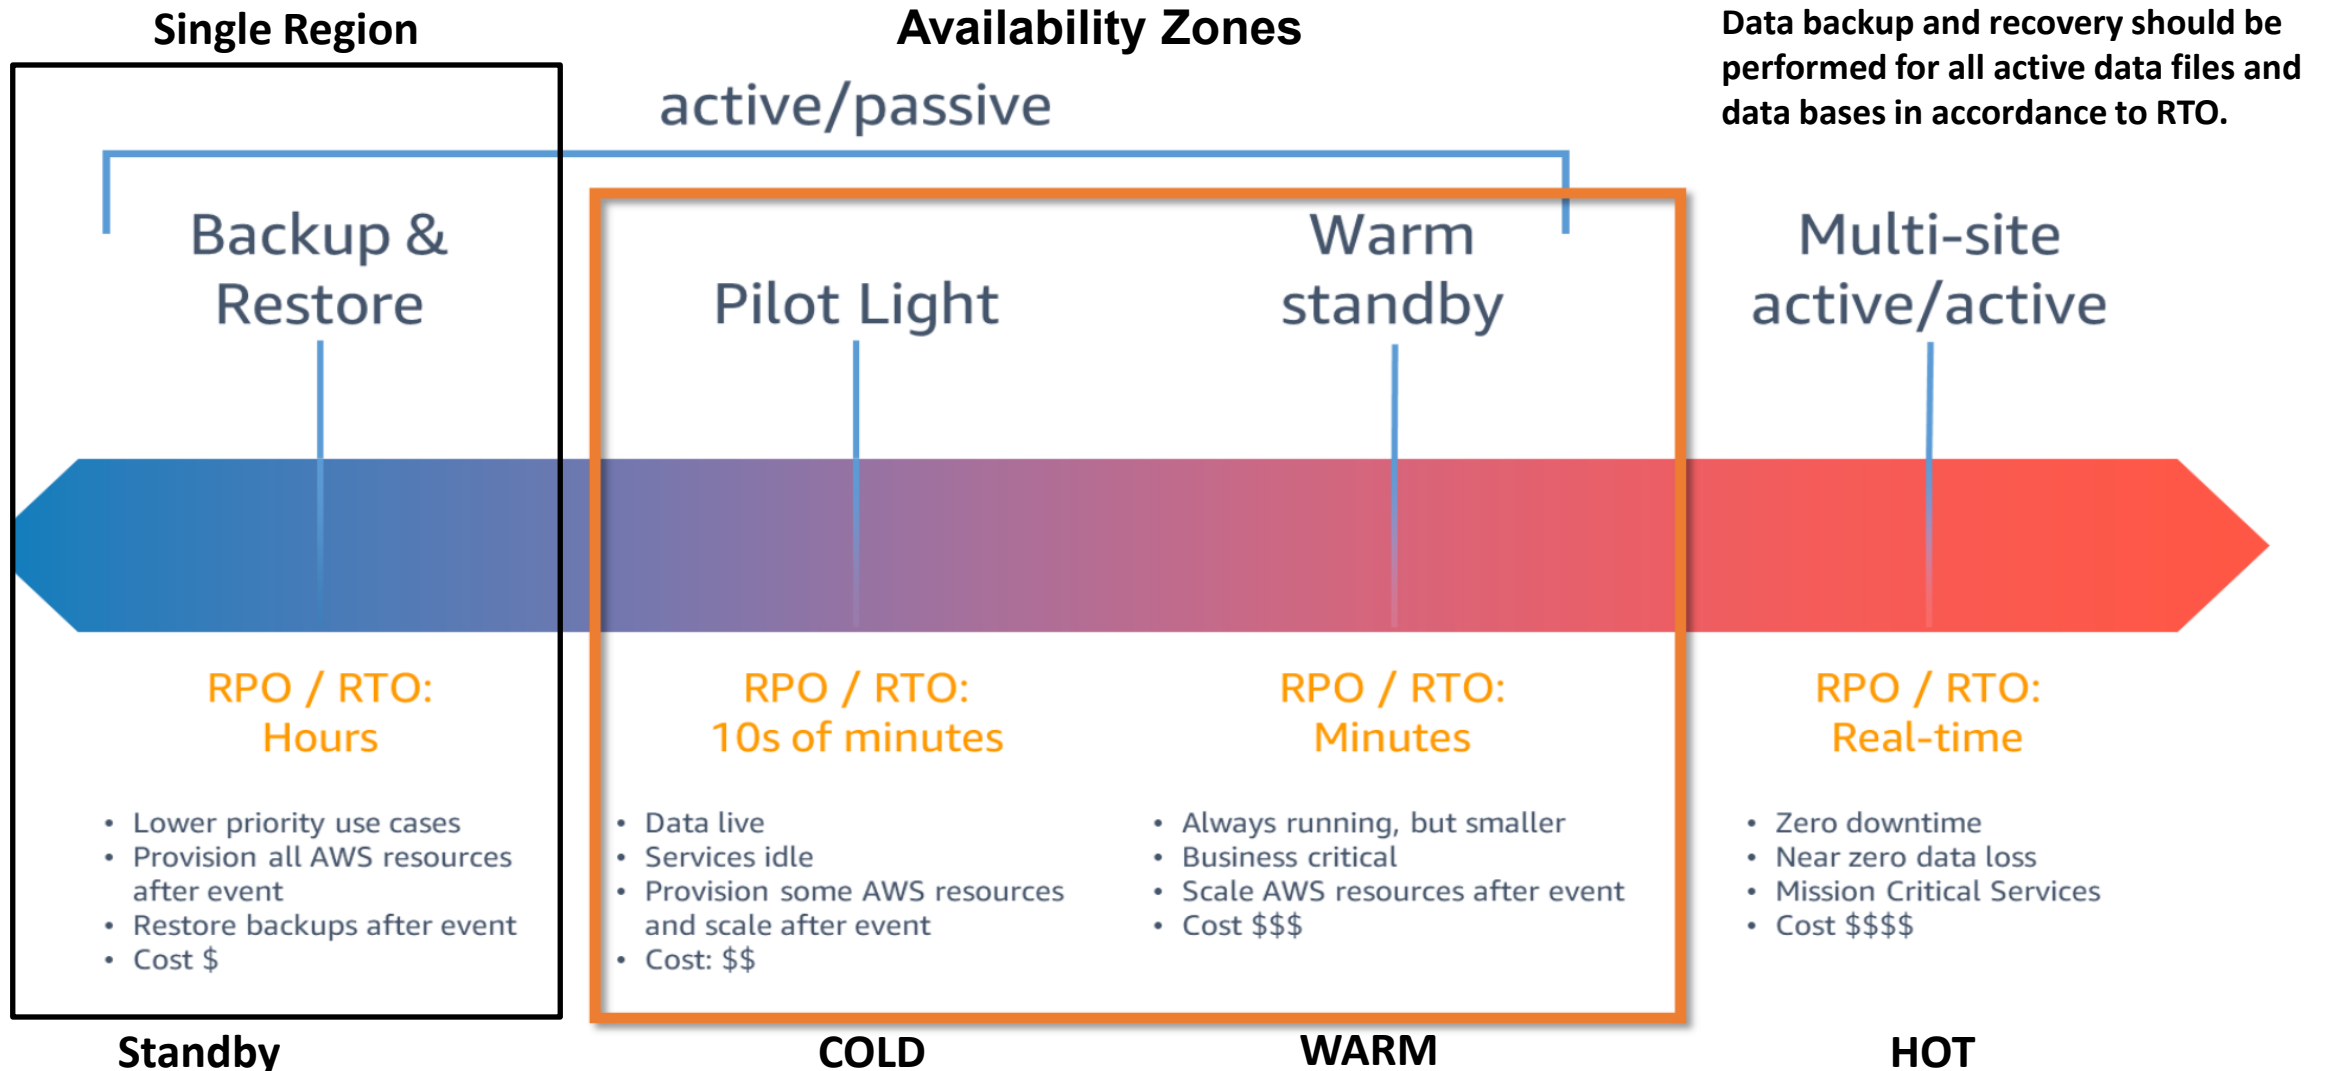 Single Region
Availability Zones
Data backup and recovery should be
performed for all active data files and
data bases in accordance to RTO.
active/passive
Backup &
Restore
Pilot Light
Warm
standby
Multi-site
active/active
RPO / RTO:
Hours
RPO / RTO:
10s of minutes
RPO / RTO:
Minutes
RPO / RTO:
Real-time
• Lower priority use cases
• Provision all AWS resources
after event
• Restore backups after event
• Cost $
• Data live
• Services idle
• Provision some AWS resources
and scale after event
• Cost: $$
• Always running, but smaller
• Business critical
• Scale AWS resources after event
• Cost $$$
• Zero downtime
• Near zero data loss
• Mission Critical Services
• Cost $$$$
Standby
COLD
WARM
HOT